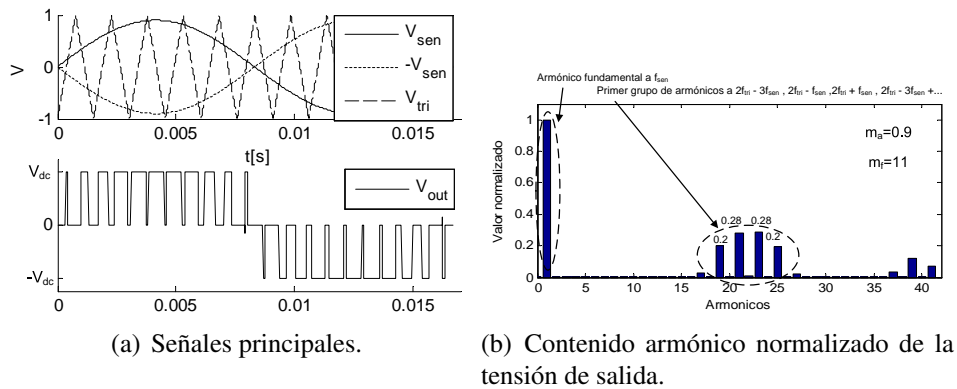 1
0
-1
V
0
0.005
0.01
0.015
t[s]
V_sen
-V_sen
V_tri
V_dc
0
-V_dc
0
0.005
0.01
0.015
V_out
(a) Señales principales.
Armónico fundamental a f_sen
Primer grupo de armónicos a 2f_tri - 3f_sen , 2f_tri - f_sen ,2f_tri + f_sen , 2f_tri - 3f_sen +...
1
0.8
0.6
0.4
0.2
0
Valor normalizado
m_a=0.9
m_f=11
0.28 0.28
0.2 0.2
0 5 10 15 20 25 30 35 40
Armonicos
(b) Contenido armónico normalizado de la
tensión de salida.